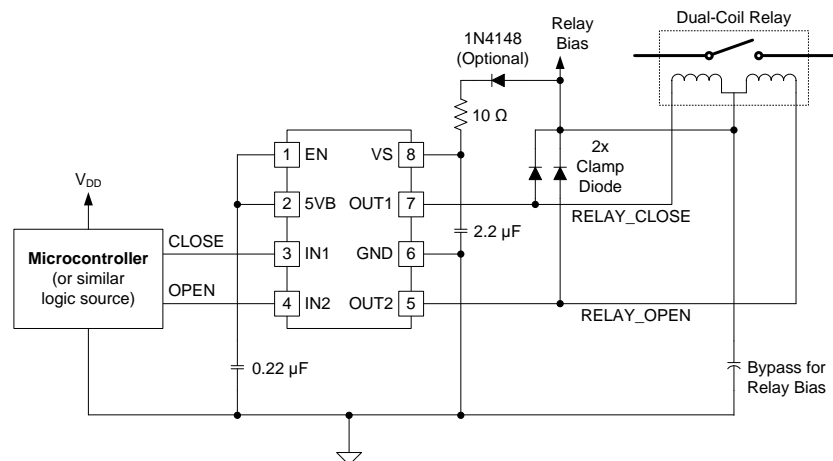 Dual-Coil Relay
Relay
Bias
1N4148
(Optional)
10 Ω
1 EN
VS 8
2x
Clamp
Diode
VDD
2 5VB
OUT1 7
RELAY_CLOSE
2.2 µF
Microcontroller
(or similar
logic source)
CLOSE
3 IN1
GND 6
OPEN
4 IN2
OUT2 5
RELAY_OPEN
0.22 µF
Bypass for
Relay Bias